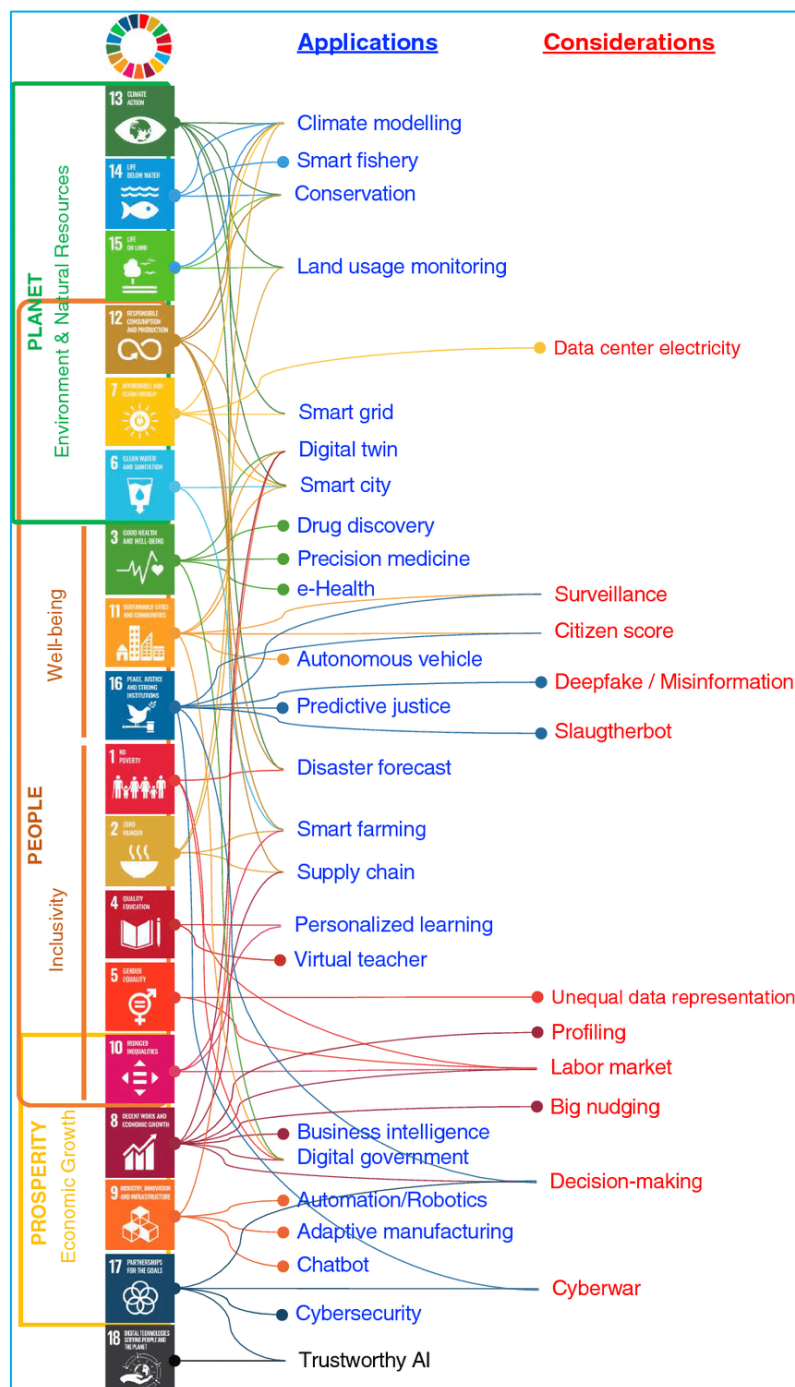 Applications
Considerations
13 CLIMATE
ACTION
14 LIFE
BELOW WATER
15 LIFE
ON LAND
12 RESPONSIBLE
CONSUMPTION
AND PRODUCTION
7 AFFORDABLE AND
CLEAN ENERGY
6 CLEAN WATER
AND SANITATION
3 GOOD HEALTH
AND WELL-BEING
11 SUSTAINABLE CITIES
AND COMMUNITIES
16 PEACE, JUSTICE
AND STRONG
INSTITUTIONS
1 NO
POVERTY
2 ZERO
HUNGER
4 QUALITY
EDUCATION
5 GENDER
EQUALITY
10 REDUCED
INEQUALITIES
8 DECENT WORK AND
ECONOMIC GROWTH
9 INDUSTRY, INNOVATION
AND INFRASTRUCTURE
17 PARTNERSHIPS
FOR THE GOALS
18 DIGITAL TECHNOLOGIES
SERVING PEOPLE AND
THE PLANET
PLANET
Environment & Natural Resources
PEOPLE
Well-being
Inclusivity
PROSPERITY
Economic Growth
Climate modelling
Smart fishery
Conservation
Land usage monitoring
Smart grid
Digital twin
Smart city
Drug discovery
Precision medicine
e-Health
Autonomous vehicle
Predictive justice
Disaster forecast
Smart farming
Supply chain
Personalized learning
Virtual teacher
Business intelligence
Digital government
Automation/Robotics
Adaptive manufacturing
Chatbot
Cybersecurity
Trustworthy AI
Data center electricity
Surveillance
Citizen score
Deepfake / Misinformation
Slaugtherbot
Unequal data representation
Profiling
Labor market
Big nudging
Decision-making
Cyberwar